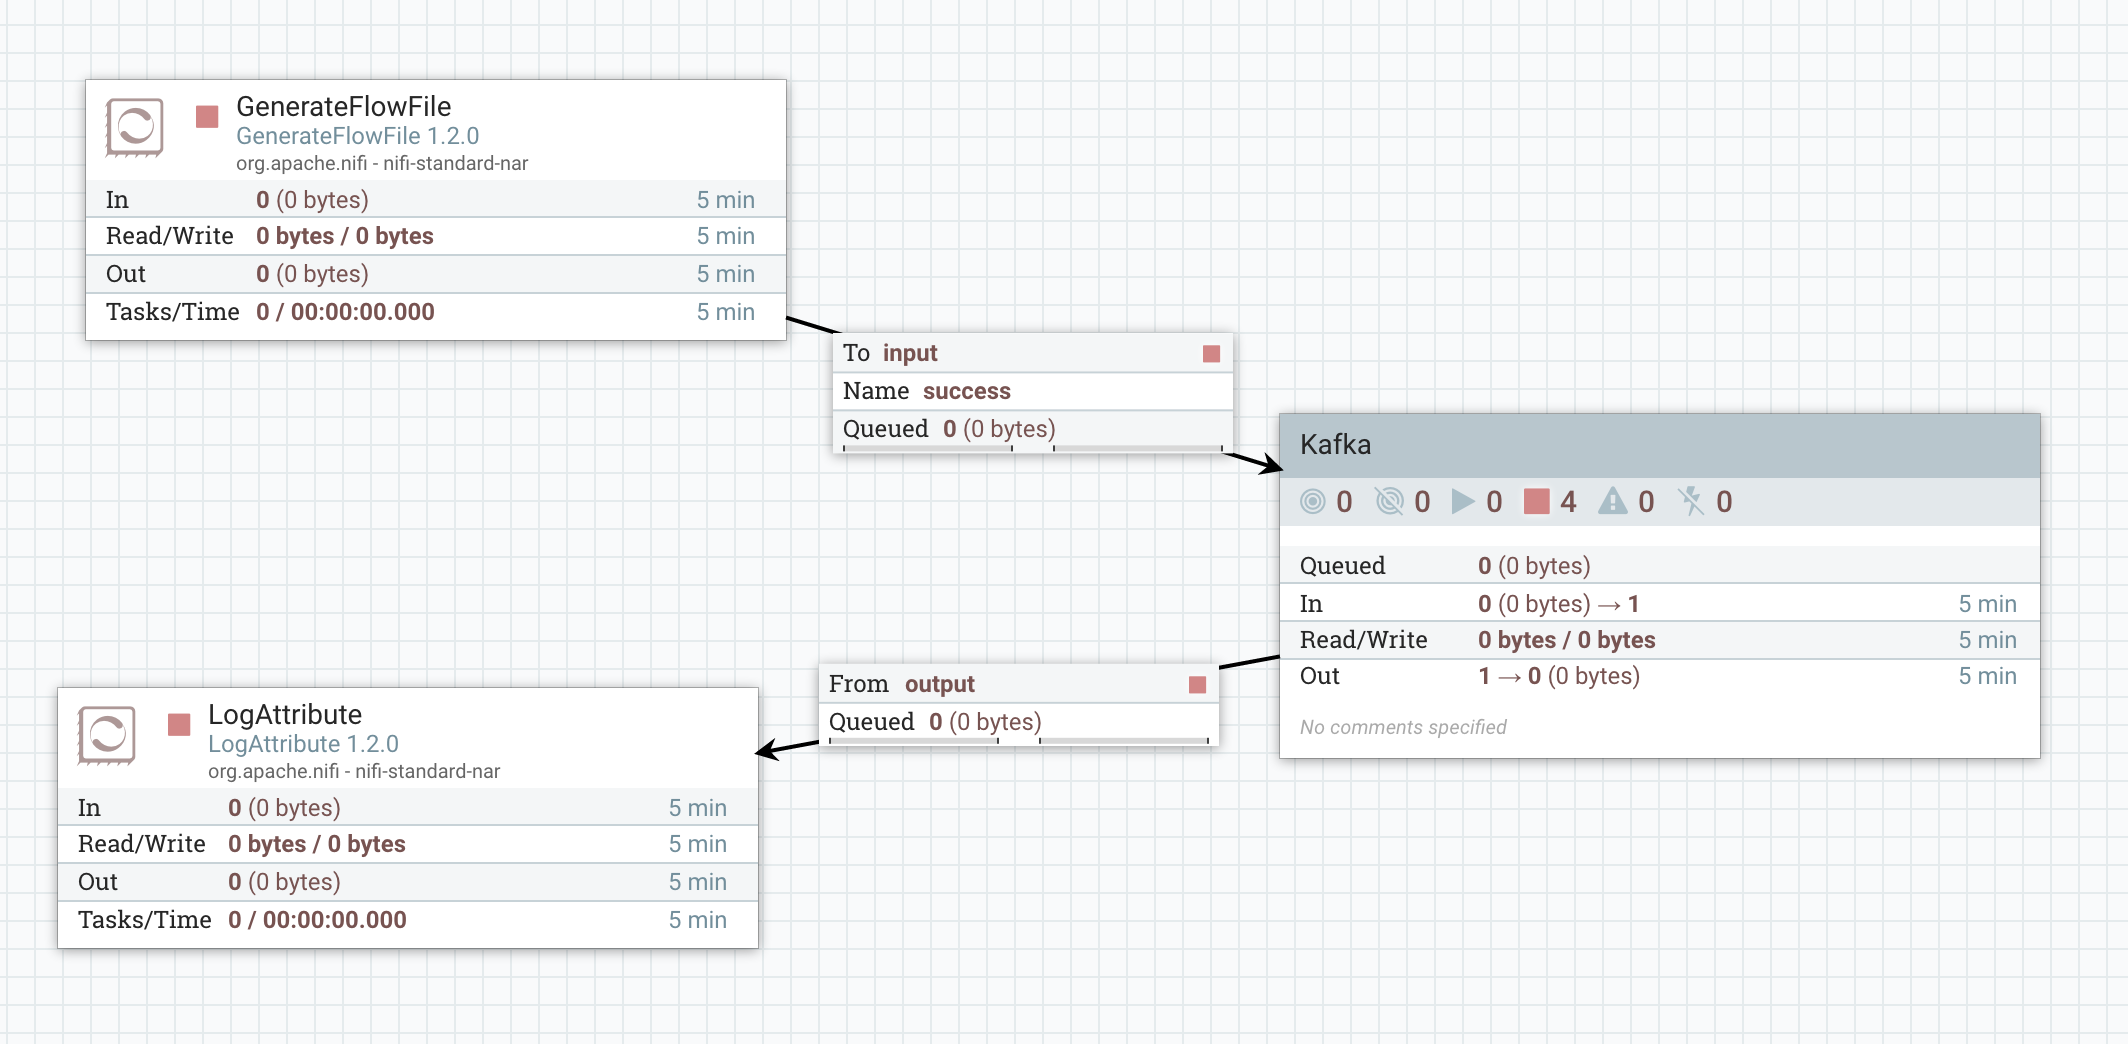 GenerateFlowFile
GenerateFlowFile 1.2.0
org.apache.nifi - nifi-standard-nar
In 0 (0 bytes) 5 min
Read/Write 0 bytes / 0 bytes 5 min
Out 0 (0 bytes) 5 min
Tasks/Time 0 / 00:00:00.000 5 min
To input
Name success
Queued 0 (0 bytes)
Kafka
0 0 0 4 0 0
Queued 0 (0 bytes)
In 0 (0 bytes) → 1 5 min
Read/Write 0 bytes / 0 bytes 5 min
Out 1 → 0 (0 bytes) 5 min
No comments specified
From output
Queued 0 (0 bytes)
LogAttribute
LogAttribute 1.2.0
org.apache.nifi - nifi-standard-nar
In 0 (0 bytes) 5 min
Read/Write 0 bytes / 0 bytes 5 min
Out 0 (0 bytes) 5 min
Tasks/Time 0 / 00:00:00.000 5 min